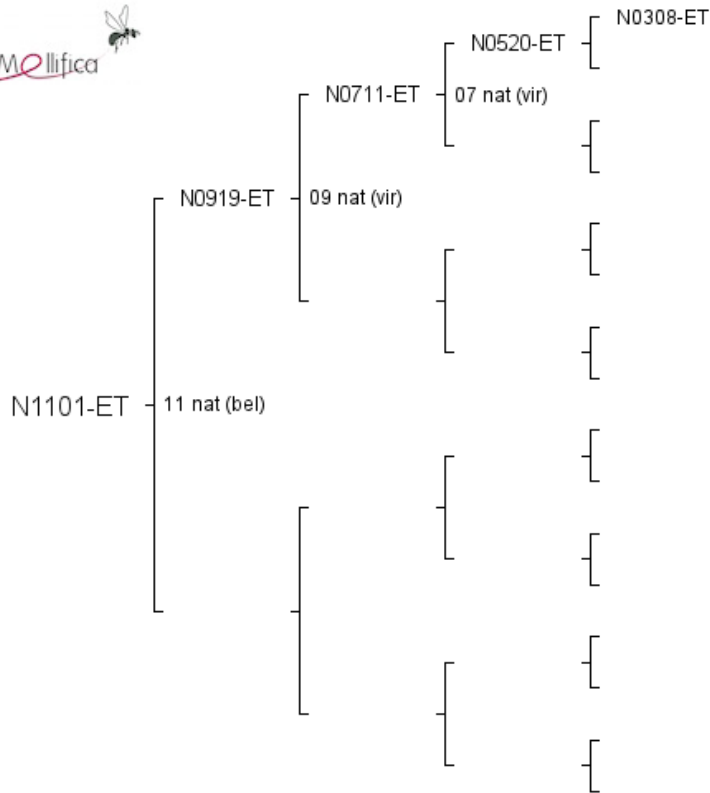 Mellifica
N0308-ET
N0520-ET
N0711-ET
07 nat (vir)
N0919-ET
09 nat (vir)
N1101-ET
11 nat (bel)